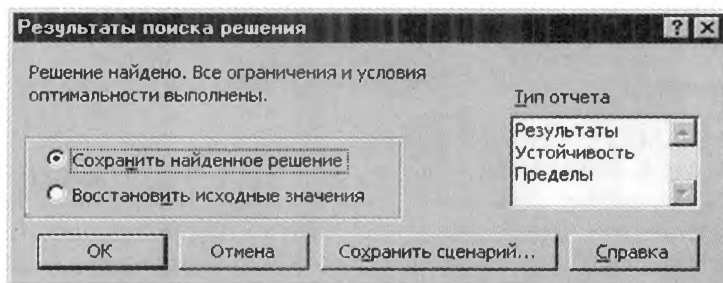 Результаты поиска решения
Решение найдено. Все ограничения и условия
оптимальности выполнены.
Тип отчета
Результаты
Устойчивость
Пределы
Сохранить найденное решение
Восстановить исходные значения
ОК
Отмена
Сохранить сценарий...
Справка